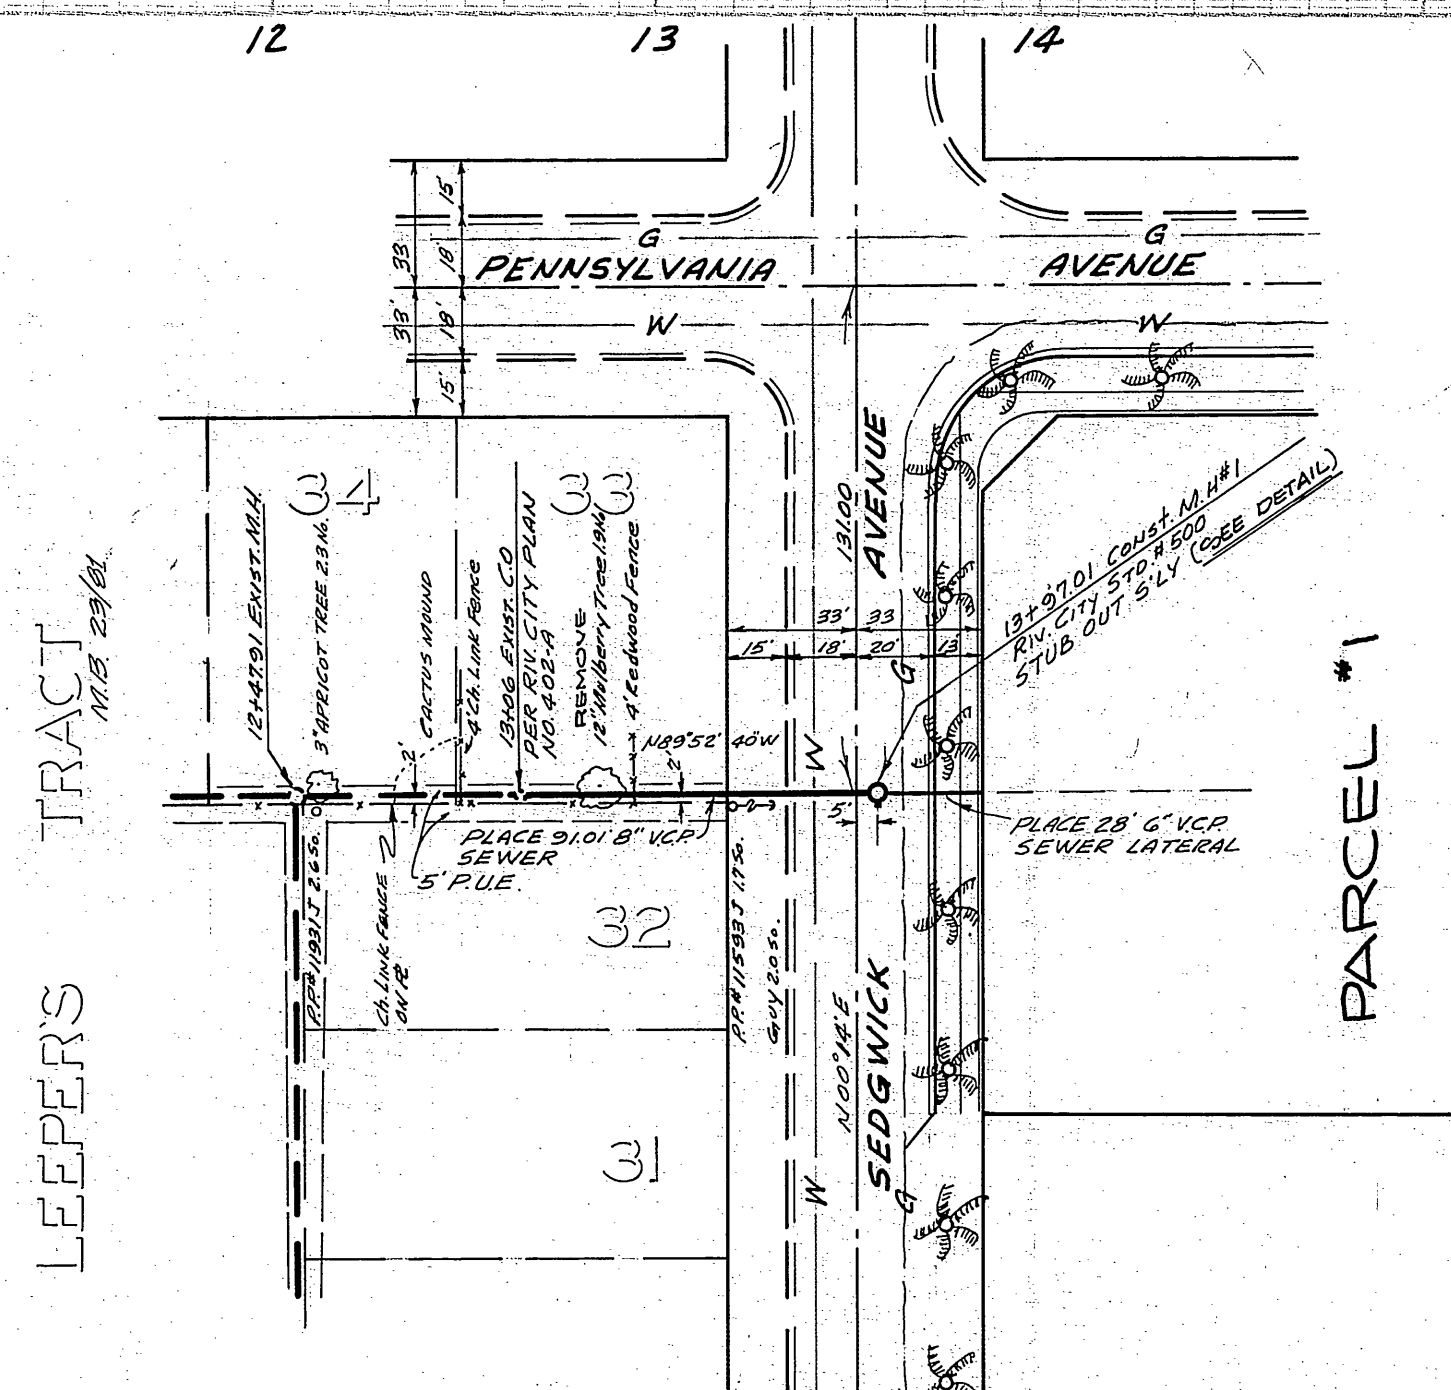 12 13 14
15'
33 18'
G G
PENNSYLVANIA AVENUE
33' 18'
W W
15'
34 33
12+47.91 EXIST. M.H.
3" APRICOT TREE 2.3 No.
CACTUS MOUND
4' Ch. Link Fence
13+06 EXIST. C.O
PER RIV. CITY PLAN
NO. 402-A
REMOVE
12" Mulberry Tree 1.9 No.
4' Redwood Fence
131.00
AVENUE
13+97.01 CONST. M.H #1
RIV. CITY STD. # 500
STUB OUT S'LY (SEE DETAIL)
33' 33
15' 18' 20' 13'
G
TRACT
M.B. 23/81
PARCEL #1
N89°52' 40"W
2' 2'
W
5'
PLACE 91.01' 8" V.C.P.
SEWER
5' P.U.E.
PLACE 28' 6" V.C.P.
SEWER LATERAL
P.P. #11931 J 2.6 So.
Ch. LINK FENCE
ON PL
P.P. #11593 J 1.7 So.
GUY 2.0 So.
32
N00°14'E
SEDGWICK
LEEPER'S
31
W G